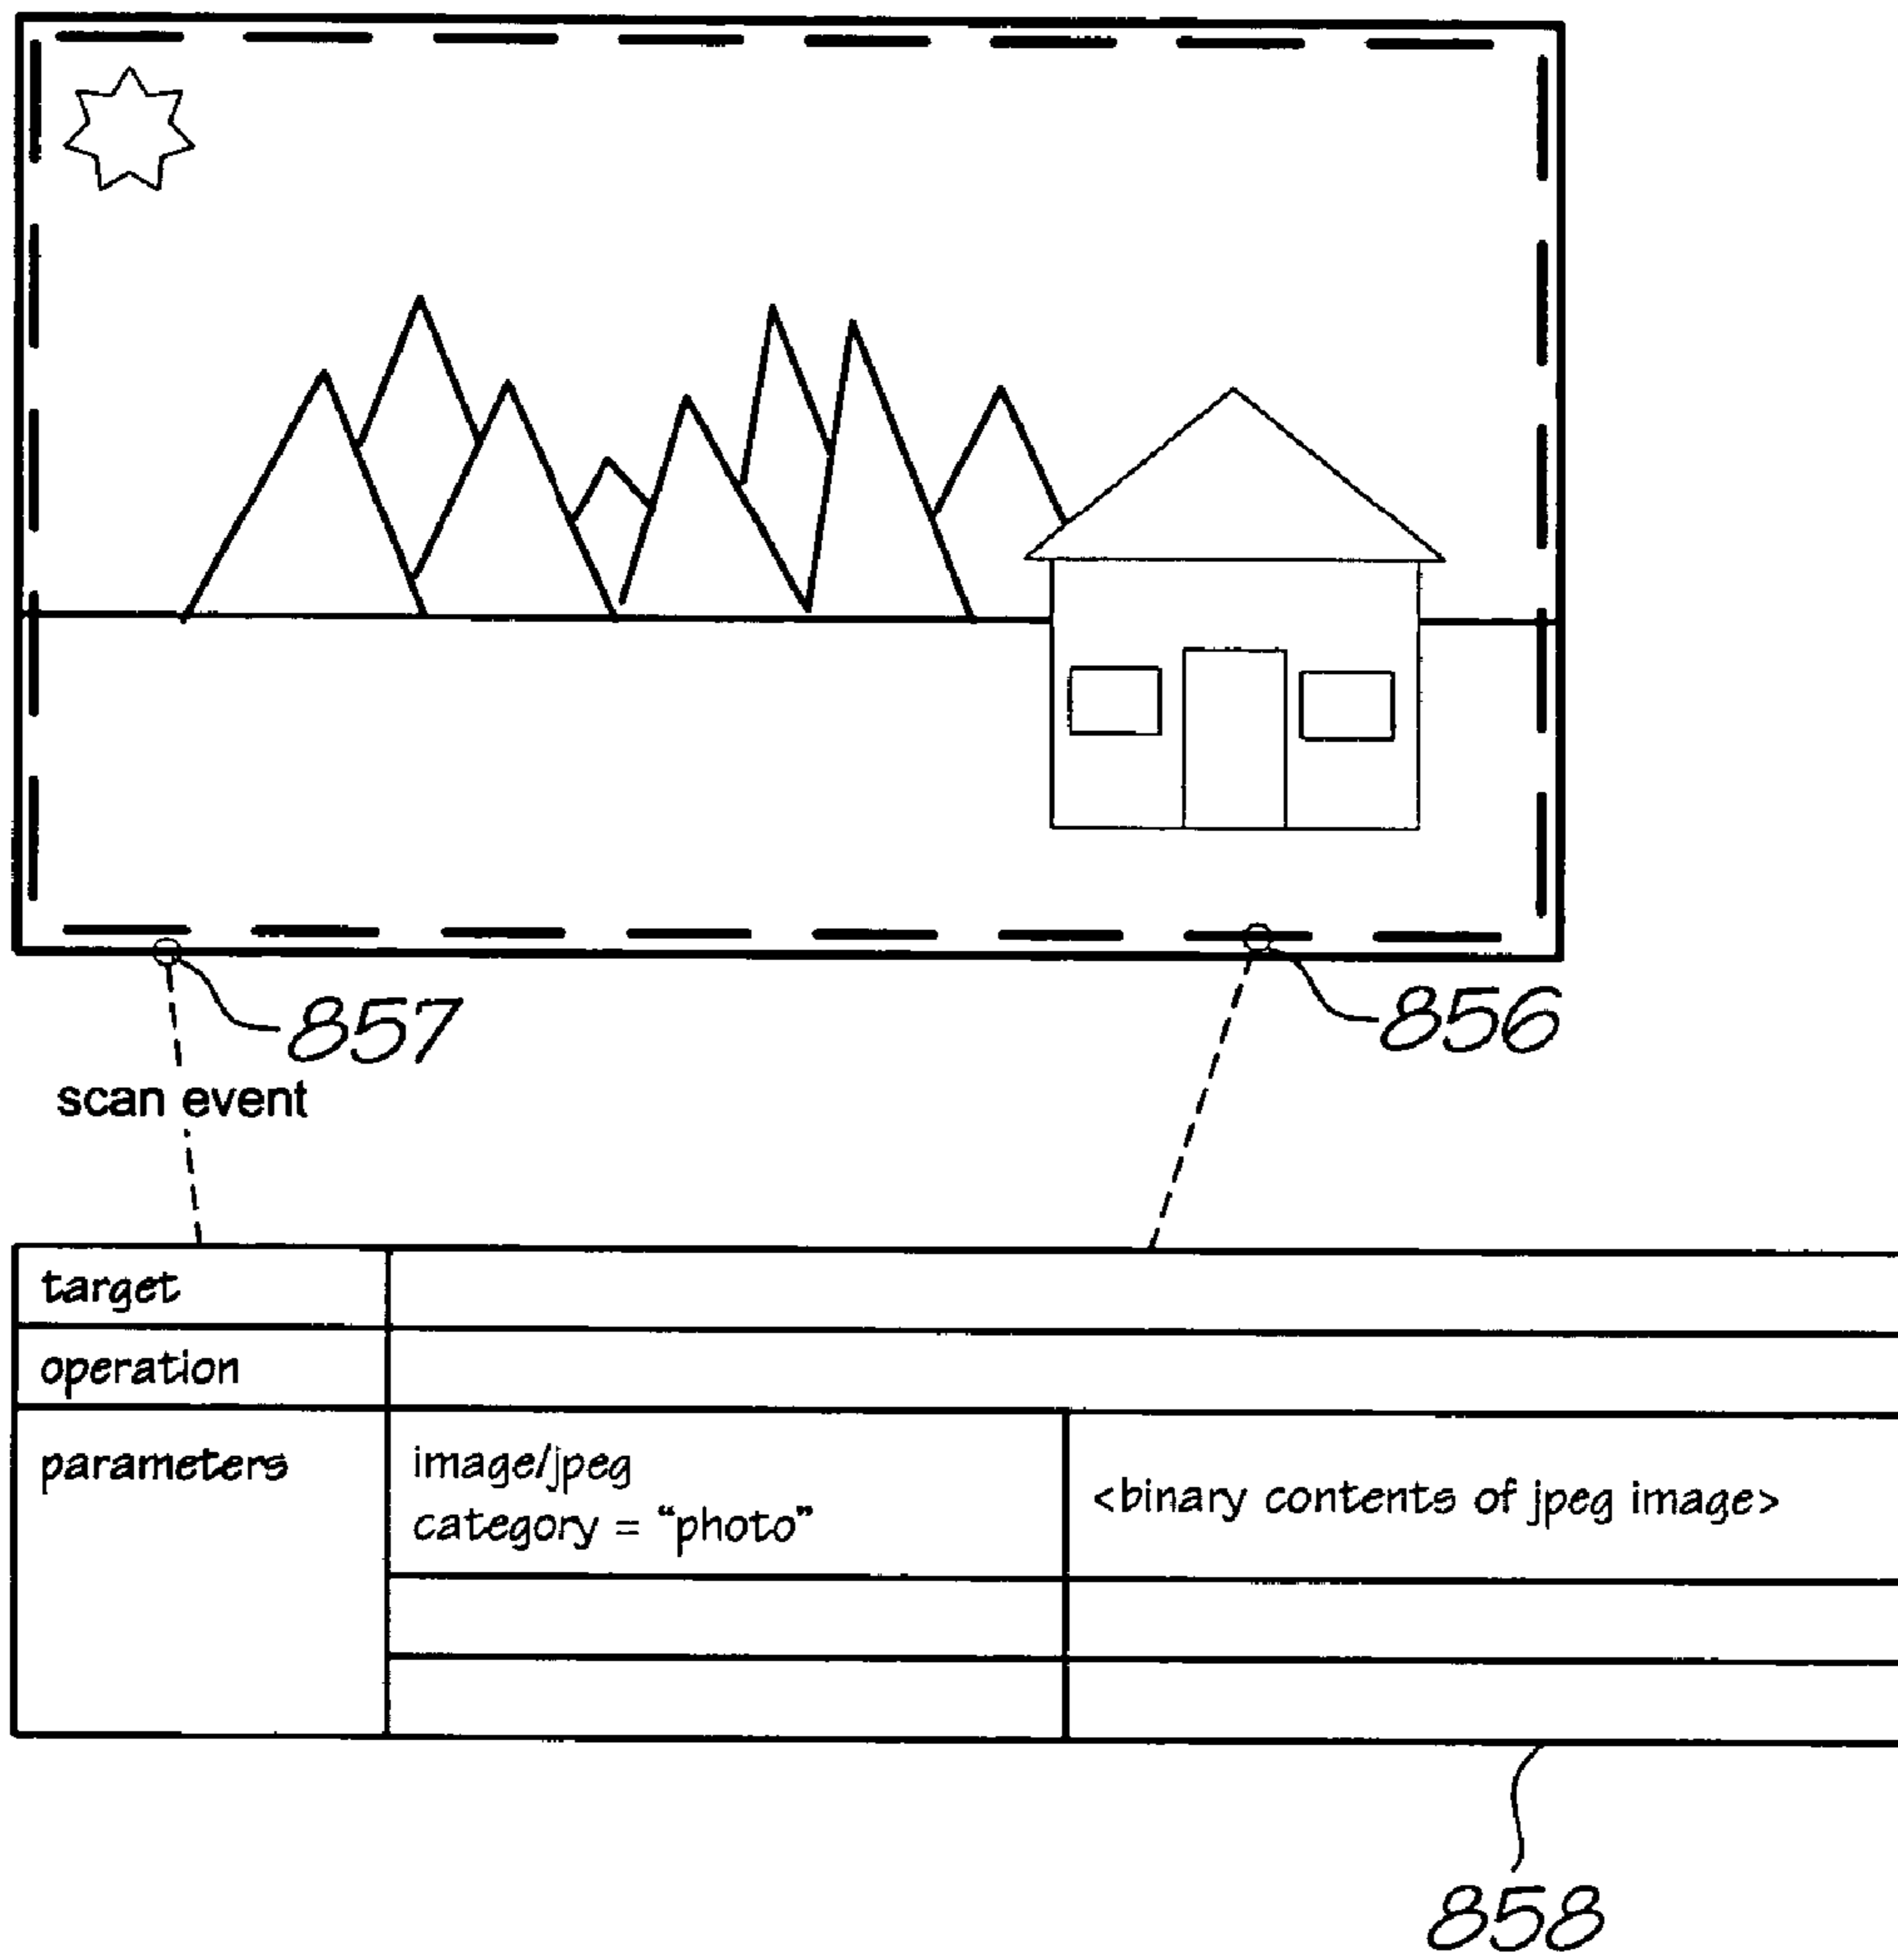 857
856
scan event
target
operation
parameters
image/jpeg
category = “photo”
<binary contents of jpeg image>
858